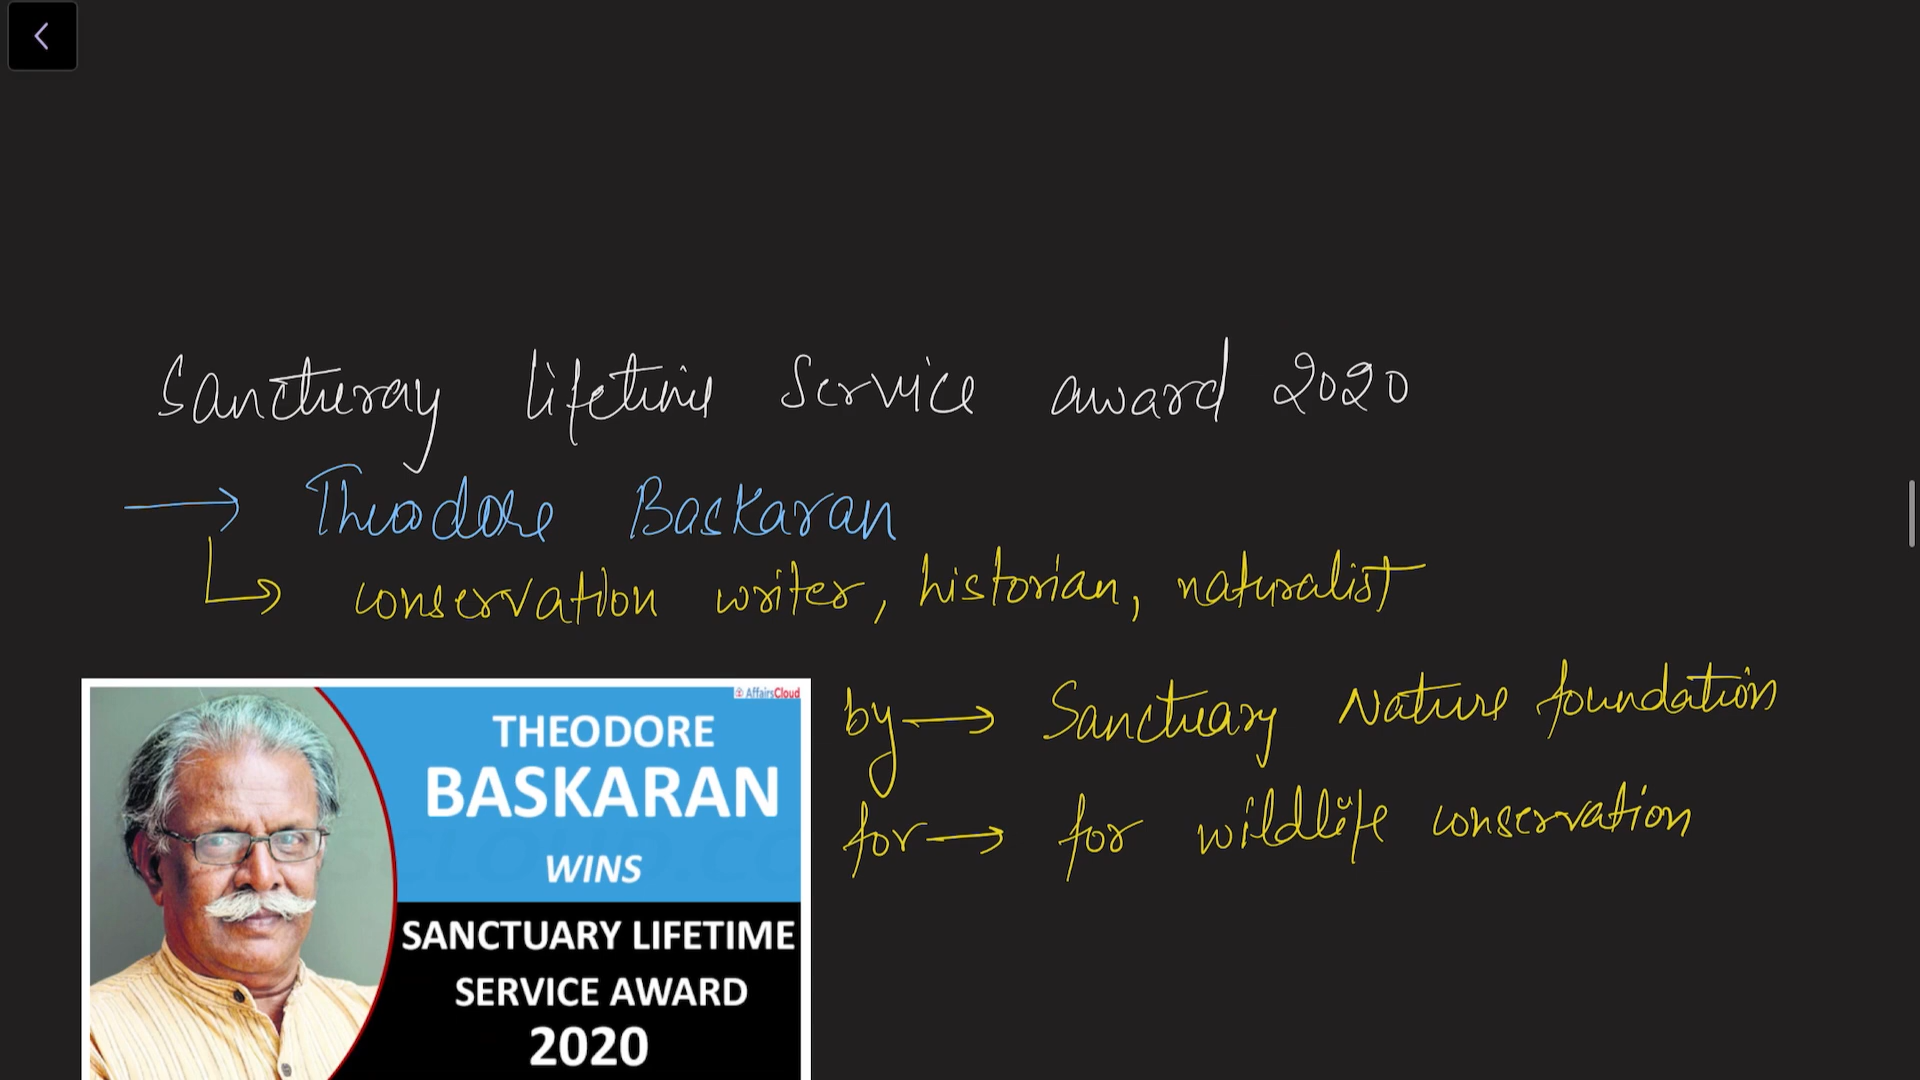 Sancturay lifetime Service award 2020
→ Theodore Baskaran
↳ conservation writer, historian, naturalist
by → Sanctuary Nature foundation
for → for wildlife conservation
AffairsCloud
THEODORE
BASKARAN
WINS
SANCTUARY LIFETIME
SERVICE AWARD
2020